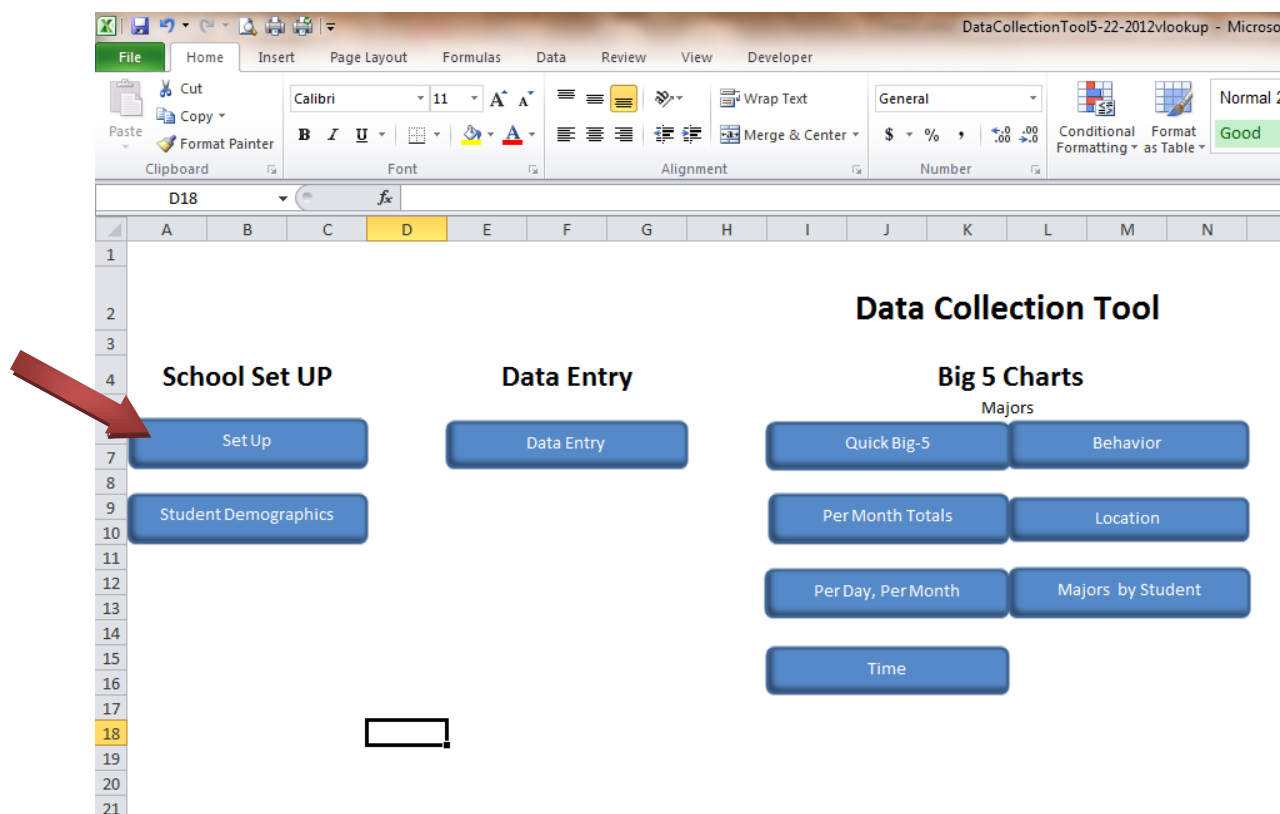 DataCollectionTool5-22-2012vlookup - Microso
File Home Insert Page Layout Formulas Data Review View Developer
Paste
Cut
Copy
Format Painter
Clipboard
Calibri 11 A A
B I U A
Font
Wrap Text
Merge & Center
Alignment
General
$ % , .0 .00 .00 .0
Number
Conditional Formatting
Format as Table
Normal 2
Good
D18 fx
A B C D E F G H I J K L M N
1
2
3
4
7
8
9
10
11
12
13
14
15
16
17
18
19
20
21
Data Collection Tool
School Set UP
Data Entry
Big 5 Charts
Majors
Set Up
Data Entry
Quick Big-5
Behavior
Student Demographics
Per Month Totals
Location
Per Day, Per Month
Majors by Student
Time